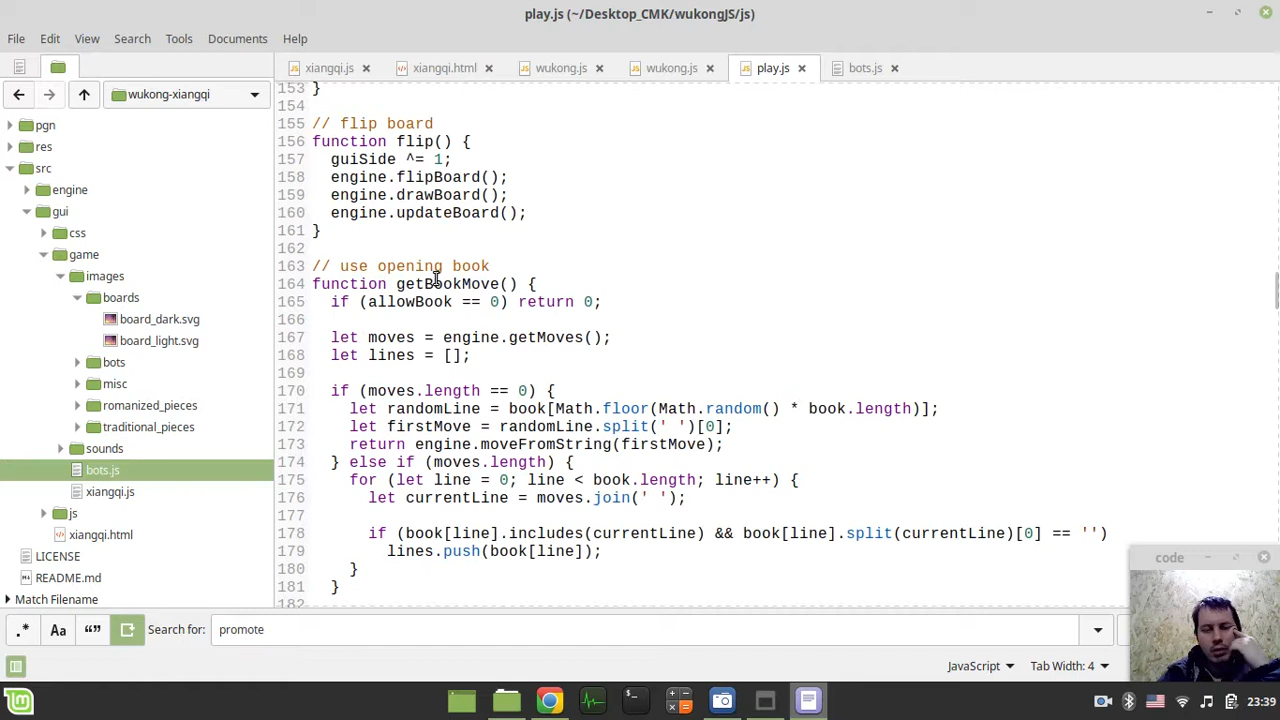 play.js (~/Desktop_CMK/wukongJS/js)
File Edit View Search Tools Documents Help
xiangqi.js xiangqi.html wukong.js wukong.js play.js bots.js
wukong-xiangqi
pgn
res
src
engine
gui
css
game
images
boards
board_dark.svg
board_light.svg
bots
misc
romanized_pieces
traditional_pieces
sounds
bots.js
xiangqi.js
js
xiangqi.html
LICENSE
README.md
Match Filename
153 }
154
155 // flip board
156 function flip() {
157   guiSide ^= 1;
158   engine.flipBoard();
159   engine.drawBoard();
160   engine.updateBoard();
161 }
162
163 // use opening book
164 function getBookMove() {
165   if (allowBook == 0) return 0;
166
167   let moves = engine.getMoves();
168   let lines = [];
169
170   if (moves.length == 0) {
171     let randomLine = book[Math.floor(Math.random() * book.length)];
172     let firstMove = randomLine.split(' ')[0];
173     return engine.moveFromString(firstMove);
174   } else if (moves.length) {
175     for (let line = 0; line < book.length; line++) {
176       let currentLine = moves.join(' ');
177
178       if (book[line].includes(currentLine) && book[line].split(currentLine)[0] == '')
179         lines.push(book[line]);
180     }
181   }
182
code
.* Aa “” Search for: promote
JavaScript Tab Width: 4
23:39